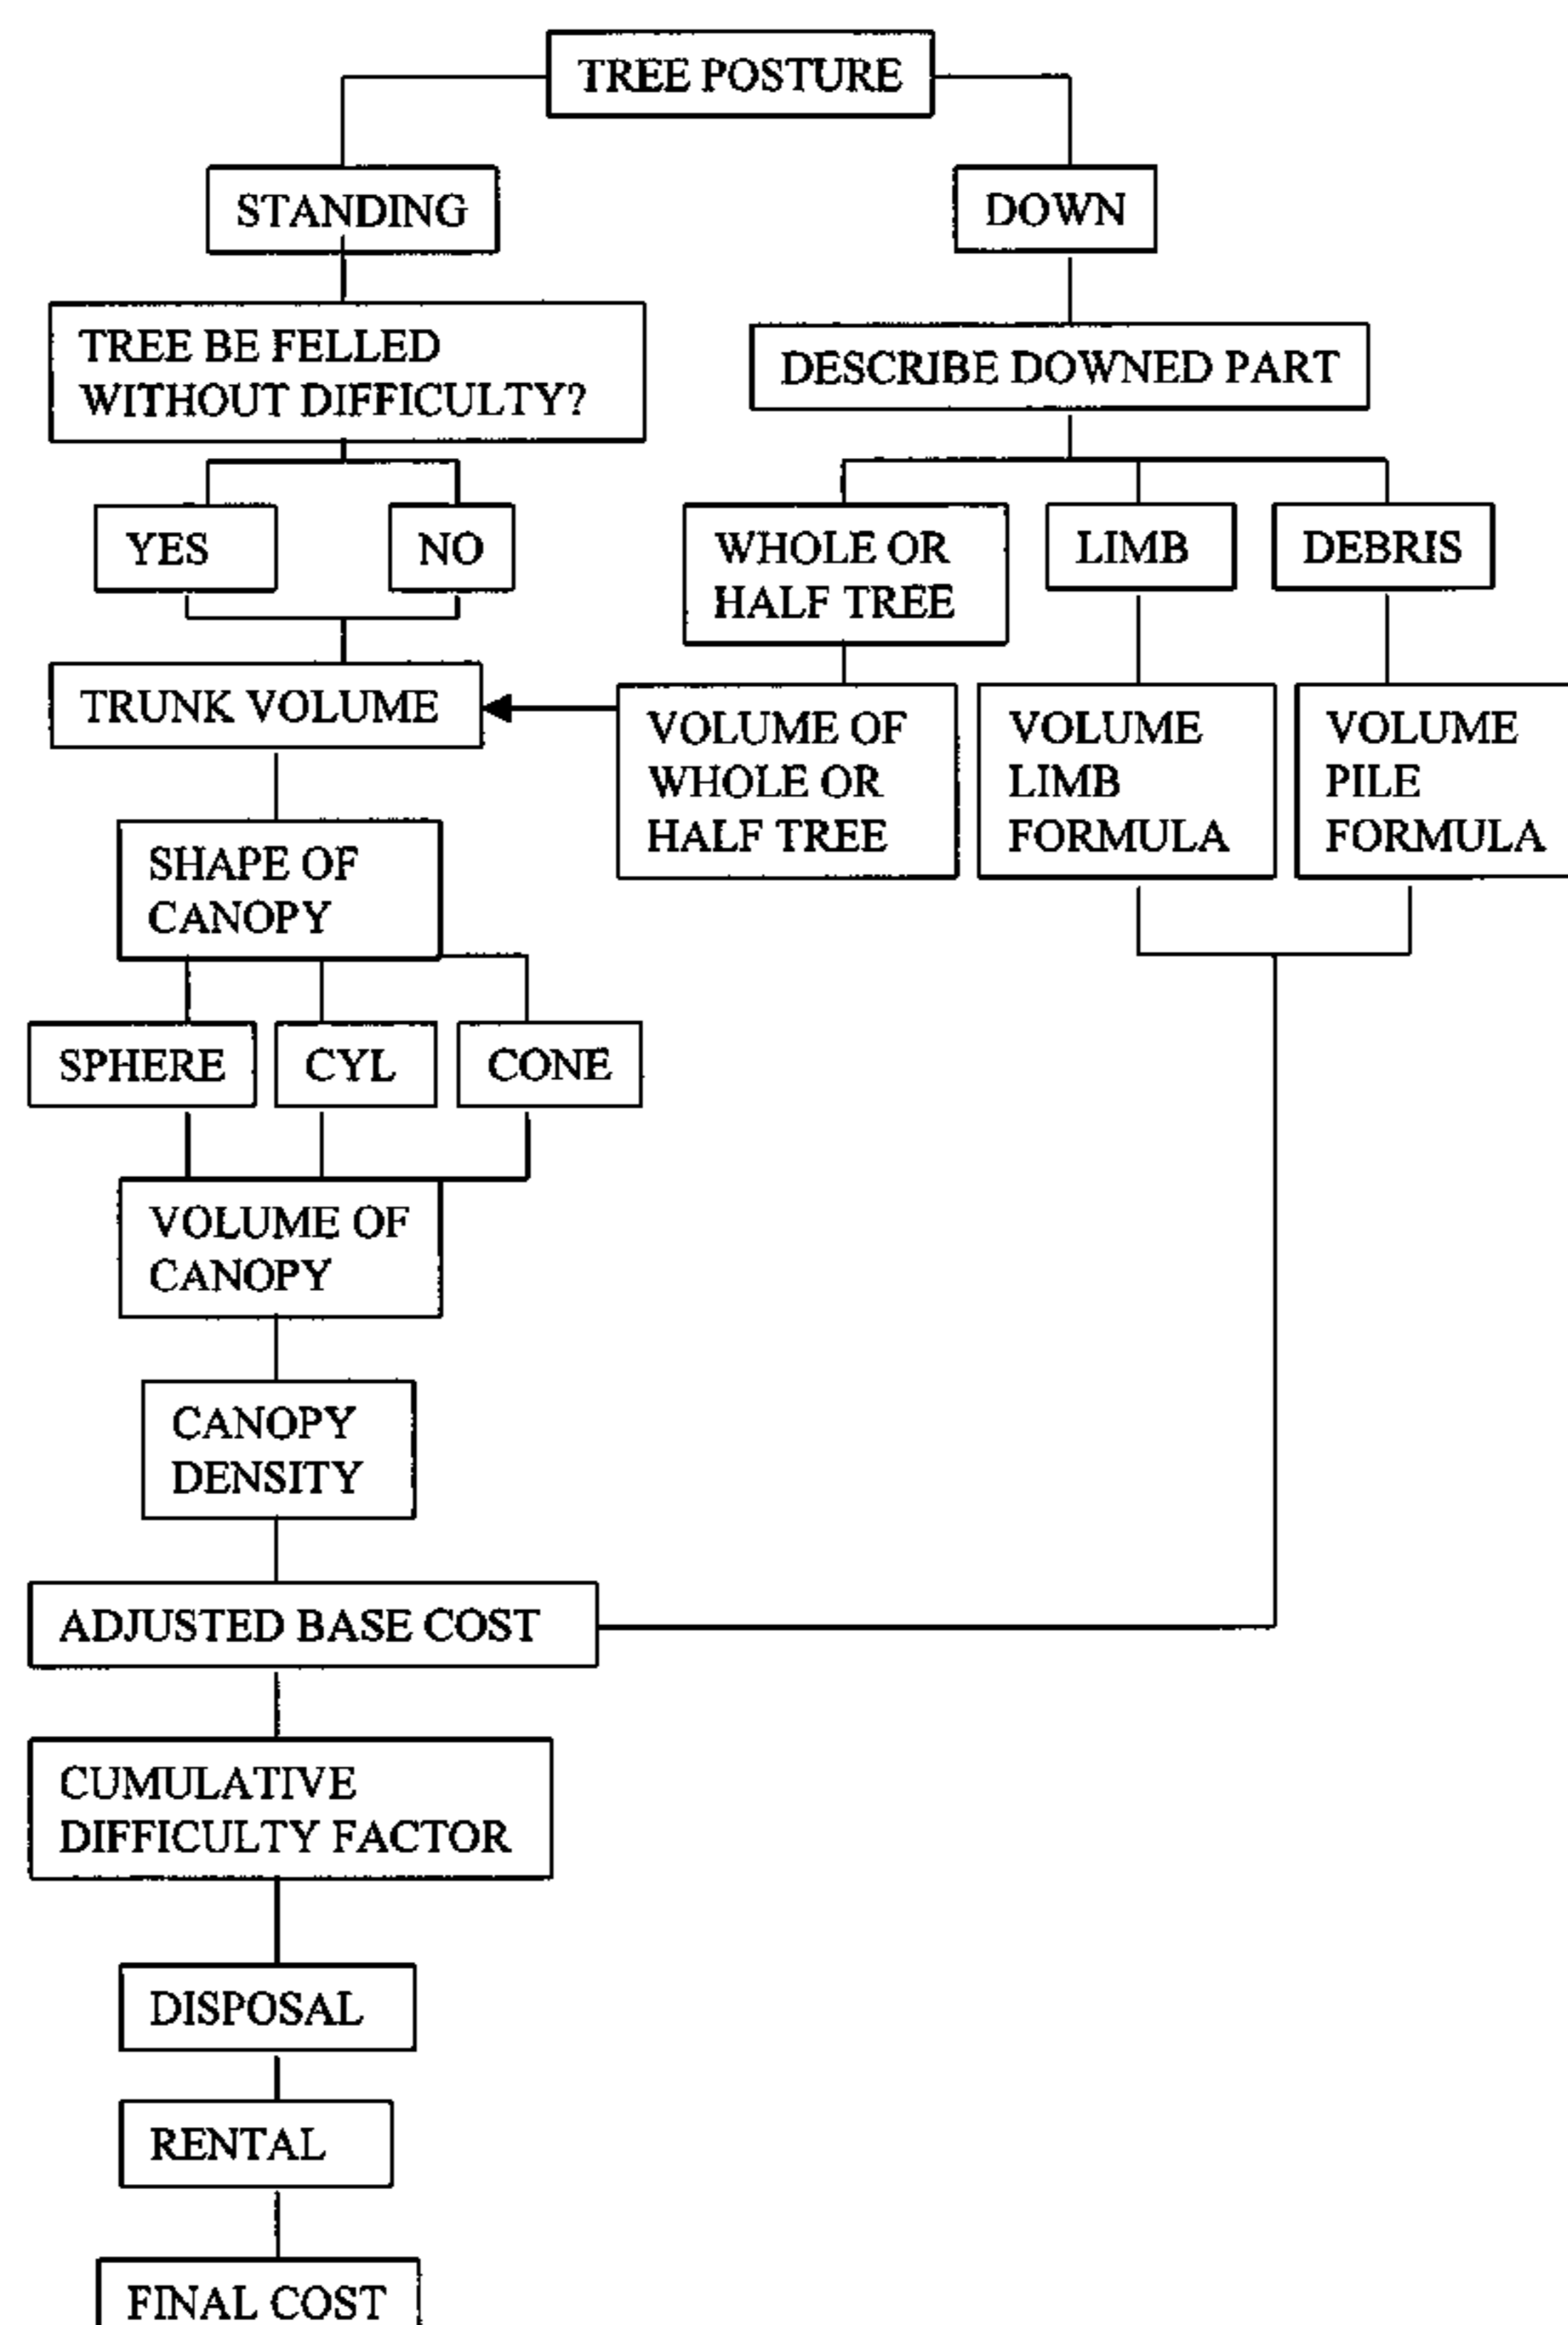 TREE POSTURE
STANDING
DOWN
TREE BE FELLED
WITHOUT DIFFICULTY?
DESCRIBE DOWNED PART
YES
NO
WHOLE OR
HALF TREE
LIMB
DEBRIS
TRUNK VOLUME
VOLUME OF
WHOLE OR
HALF TREE
VOLUME
LIMB
FORMULA
VOLUME
PILE
FORMULA
SHAPE OF
CANOPY
SPHERE
CYL
CONE
VOLUME OF
CANOPY
CANOPY
DENSITY
ADJUSTED BASE COST
CUMULATIVE
DIFFICULTY FACTOR
DISPOSAL
RENTAL
FINAL COST